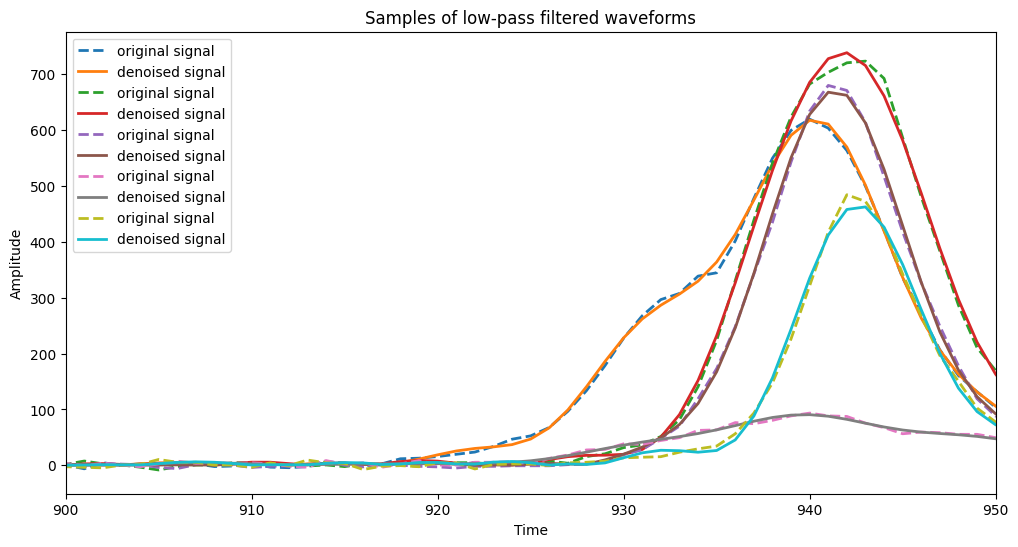 Samples of low-pass filtered waveforms
original signal
denoised signal
original signal
denoised signal
original signal
denoised signal
original signal
denoised signal
original signal
denoised signal
Amplitude
700
600
500
400
300
200
100
0
900 910 920 930 940 950
Time